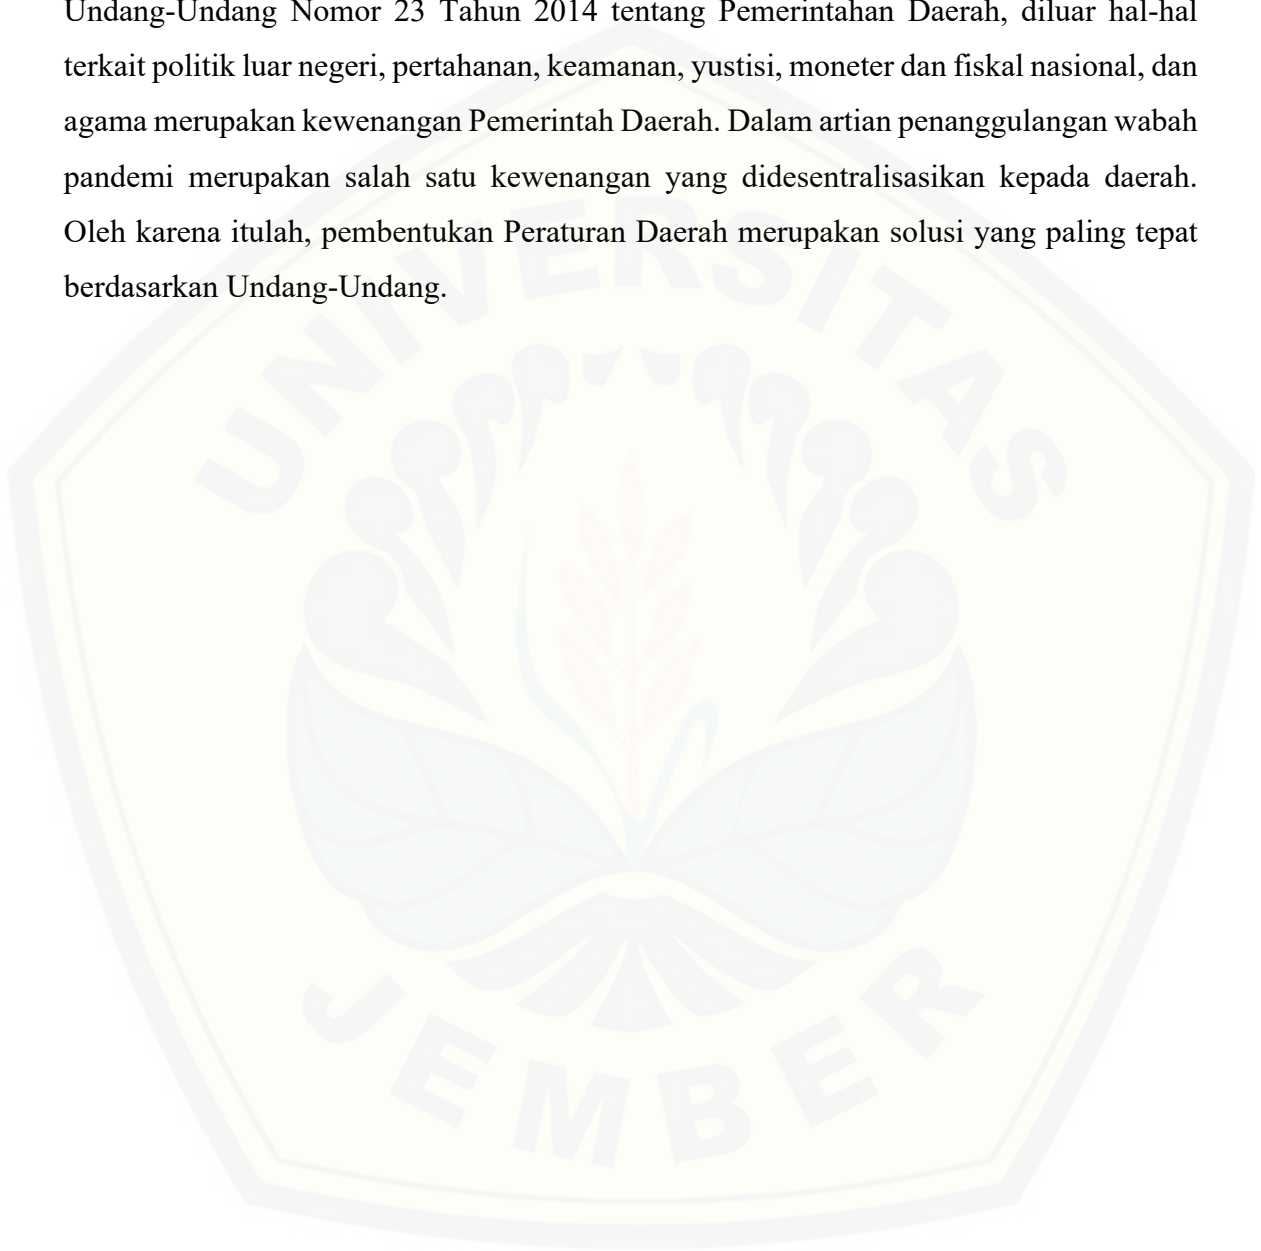 Undang-Undang Nomor 23 Tahun 2014 tentang Pemerintahan Daerah, diluar hal-hal
terkait politik luar negeri, pertahanan, keamanan, yustisi, moneter dan fiskal nasional, dan
agama merupakan kewenangan Pemerintah Daerah. Dalam artian penanggulangan wabah
pandemi merupakan salah satu kewenangan yang didesentralisasikan kepada daerah.
Oleh karena itulah, pembentukan Peraturan Daerah merupakan solusi yang paling tepat
berdasarkan Undang-Undang.
UNIVERSITAS
JEMBER